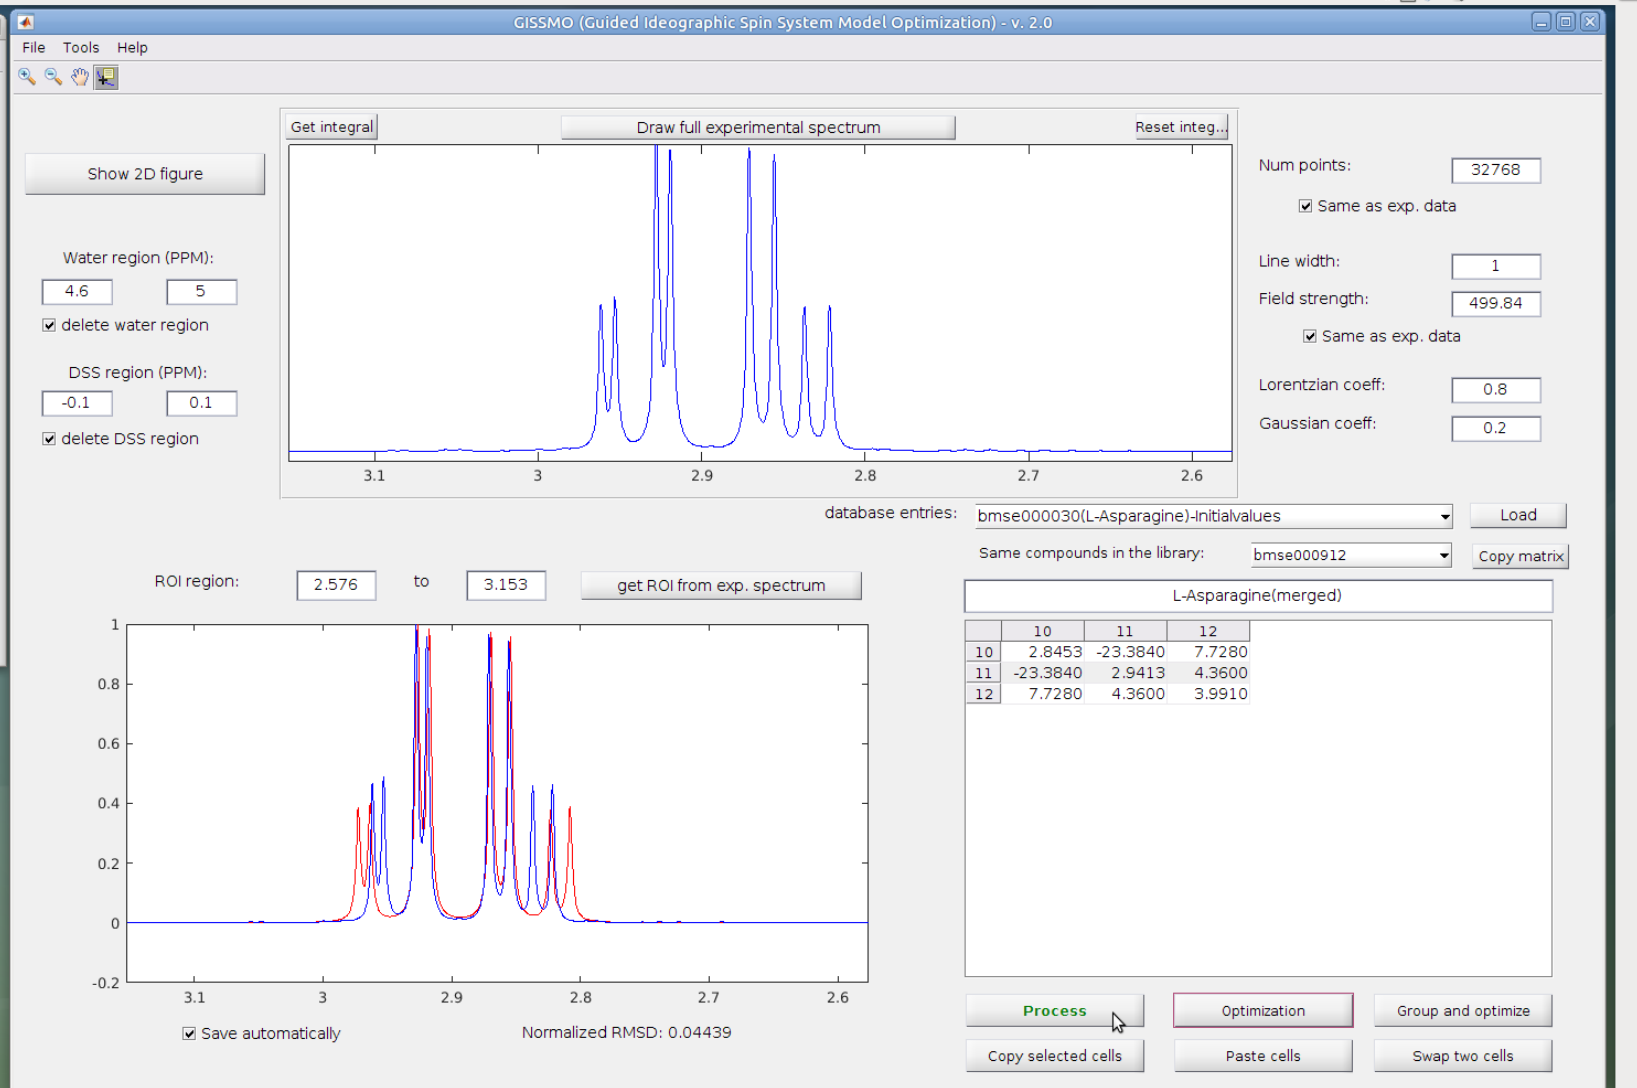 GISSMO (Guided Ideographic Spin System Model Optimization) - v. 2.0
File Tools Help
Get integral Draw full experimental spectrum Reset integ...
Show 2D figure
Num points: 32768
Same as exp. data
Water region (PPM):
4.6 5
delete water region
Line width: 1
Field strength: 499.84
Same as exp. data
DSS region (PPM):
-0.1 0.1
delete DSS region
Lorentzian coeff: 0.8
Gaussian coeff: 0.2
3.1 3 2.9 2.8 2.7 2.6
database entries: bmse000030(L-Asparagine)-Initialvalues Load
Same compounds in the library: bmse000912 Copy matrix
ROI region: 2.576 to 3.153 get ROI from exp. spectrum
L-Asparagine(merged)
10 11 12
10 2.8453 -23.3840 7.7280
11 -23.3840 2.9413 4.3600
12 7.7280 4.3600 3.9910
1
0.8
0.6
0.4
0.2
0
-0.2
3.1 3 2.9 2.8 2.7 2.6
Save automatically Normalized RMSD: 0.04439
Process Optimization Group and optimize
Copy selected cells Paste cells Swap two cells